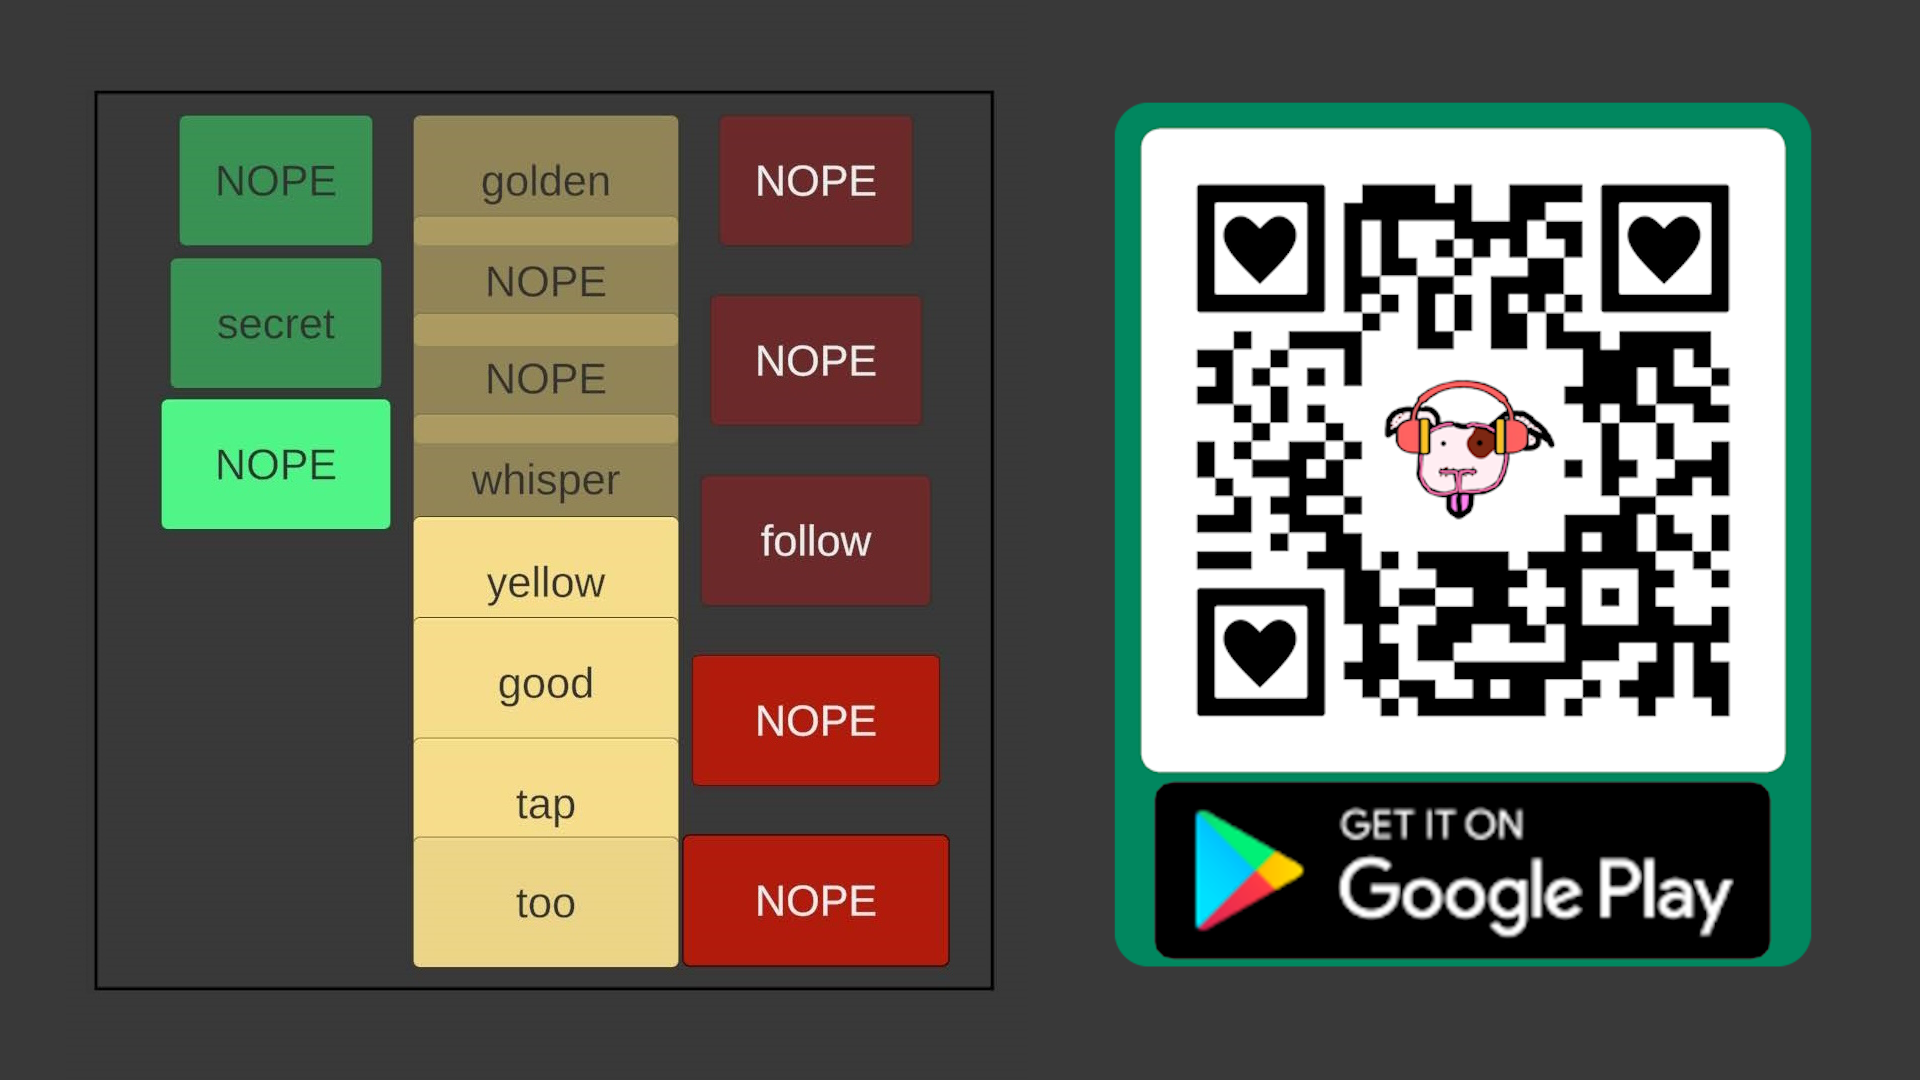 NOPE
secret
NOPE
golden
NOPE
NOPE
whisper
yellow
good
tap
too
NOPE
NOPE
follow
NOPE
NOPE
GET IT ON
Google Play